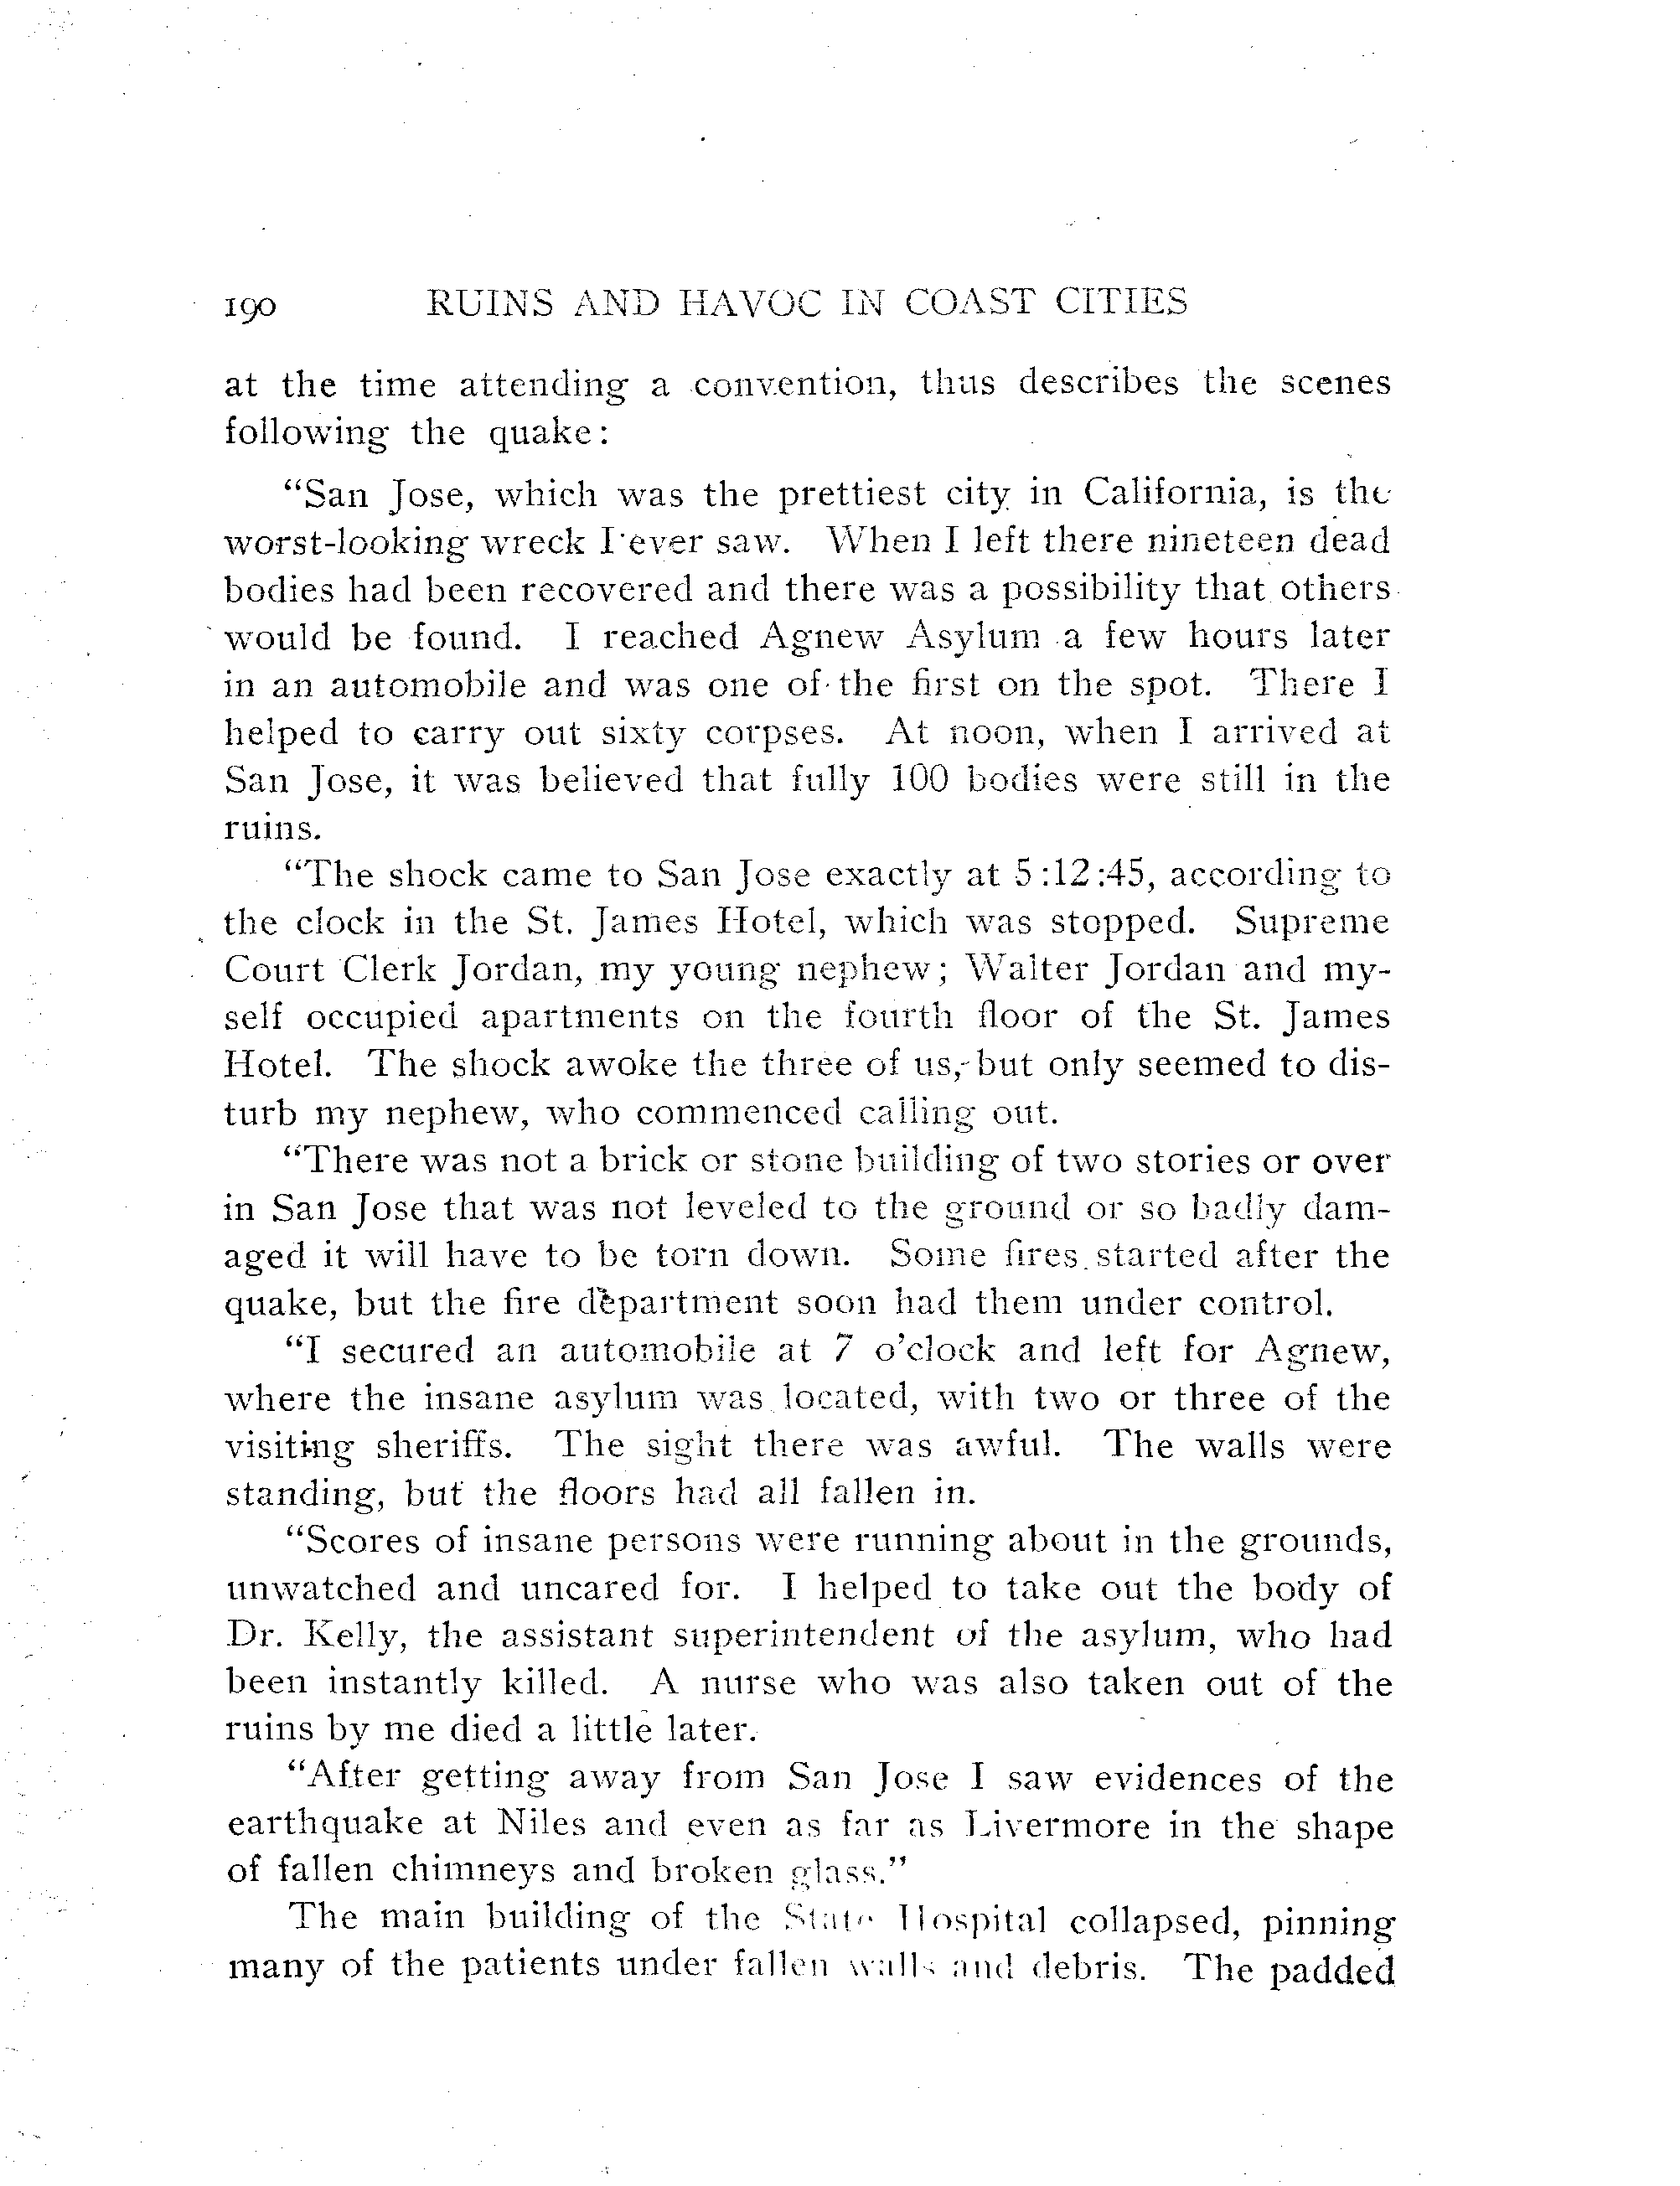 190 RUINS AND HAVOC IN COAST CITIES
at the time attending a convention, thus describes the scenes
following the quake:
“San Jose, which was the prettiest city in California, is the
worst-looking wreck I ever saw. When I left there nineteen dead
bodies had been recovered and there was a possibility that others
would be found. I reached Agnew Asylum a few hours later
in an automobile and was one of the first on the spot. There I
helped to carry out sixty corpses. At noon, when I arrived at
San Jose, it was believed that fully 100 bodies were still in the
ruins.
“The shock came to San Jose exactly at 5:12:45, according to
the clock in the St. James Hotel, which was stopped. Supreme
Court Clerk Jordan, my young nephew; Walter Jordan and my-
self occupied apartments on the fourth floor of the St. James
Hotel. The shock awoke the three of us, but only seemed to dis-
turb my nephew, who commenced calling out.
“There was not a brick or stone building of two stories or over
in San Jose that was not leveled to the ground or so badly dam-
aged it will have to be torn down. Some fires started after the
quake, but the fire department soon had them under control.
“I secured an automobile at 7 o’clock and left for Agnew,
where the insane asylum was located, with two or three of the
visiting sheriffs. The sight there was awful. The walls were
standing, but the floors had all fallen in.
“Scores of insane persons were running about in the grounds,
unwatched and uncared for. I helped to take out the body of
Dr. Kelly, the assistant superintendent of the asylum, who had
been instantly killed. A nurse who was also taken out of the
ruins by me died a little later.
“After getting away from San Jose I saw evidences of the
earthquake at Niles and even as far as Livermore in the shape
of fallen chimneys and broken glass.”
The main building of the State Hospital collapsed, pinning
many of the patients under fallen walls and debris. The padded